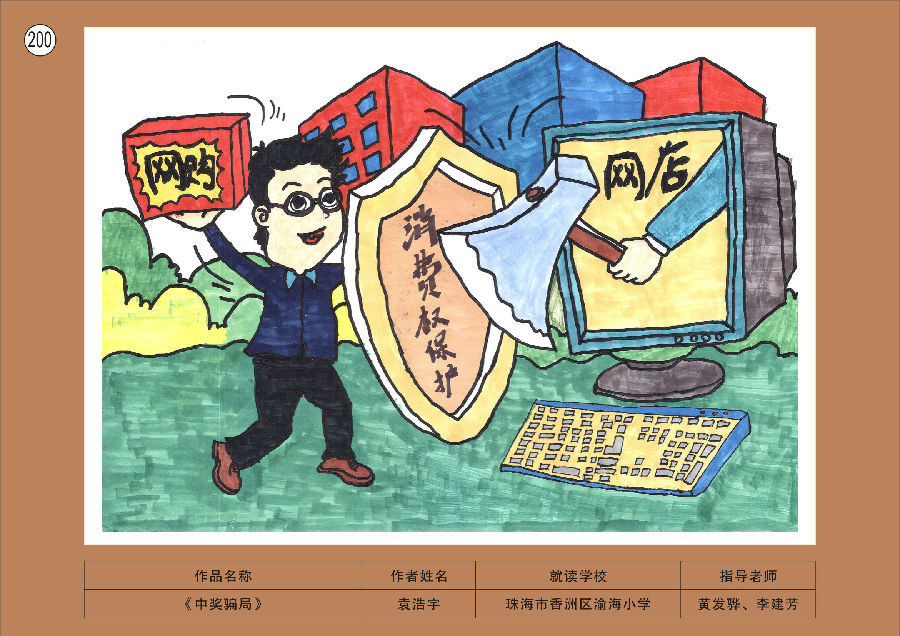 200
网购
网店
消费权保护
作品名称 作者姓名 就读学校 指导老师
《中奖骗局》 袁浩宇 珠海市香洲区渝海小学 黄发骅、李建芳